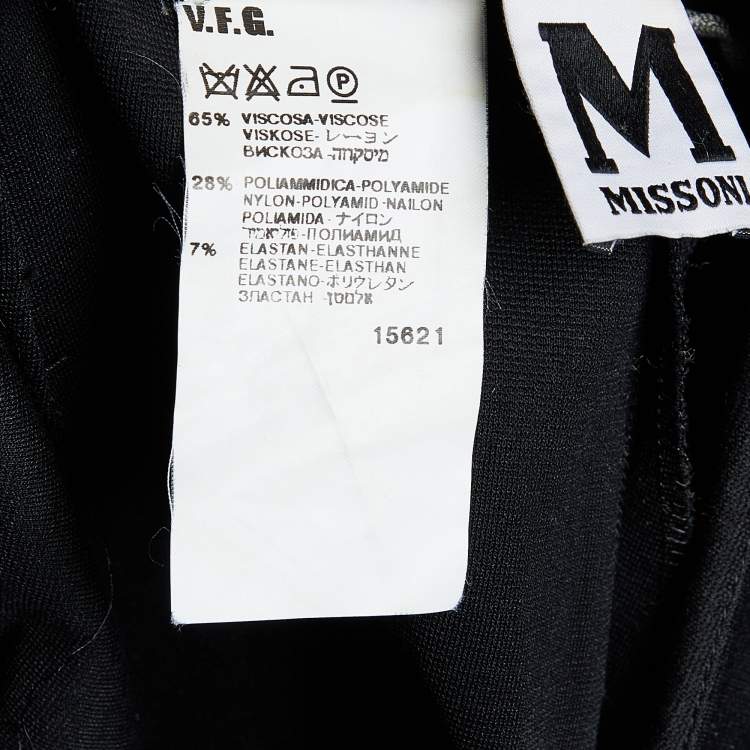 V.F.G.
P
65% VISCOSA-VISCOSE
VISKOSE-レーヨン
ВИСКОЗА-מיסקחה
28% POLIAMMIDICA-POLYAMIDE
NYLON-POLYAMID-NAILON
POLIAMIDA-ナイロン
פוליאמיד-ПОЛИАМИД
7% ELASTAN-ELASTHANNE
ELASTANE-ELASTHAN
ELASTANO-ポリウレタン
ЭЛАСТАН-אלסטן
15621
M
MISSONI